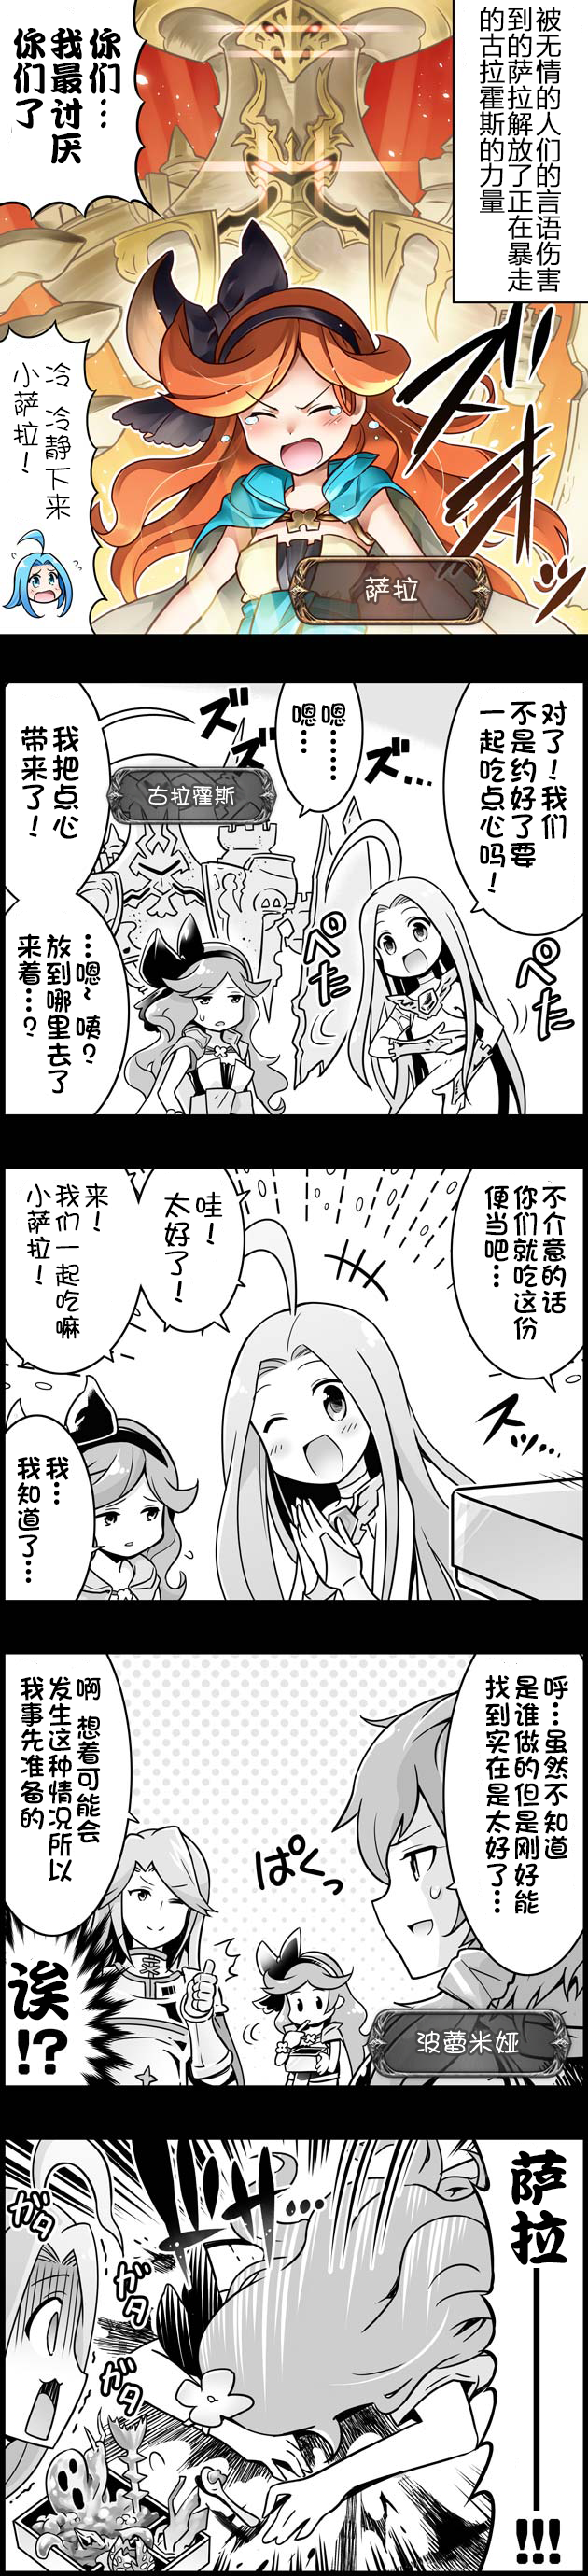 被无情的人们的言语伤害
到的萨拉解放了正在暴走
的古拉霍斯的力量
你们…
我最讨厌
你们了
冷 冷静下来
小萨拉！
萨拉
对了！我们
不是约好了要
一起吃点心吗！
嗯…
嗯……
ズ
ズ…
我把点心
带来了！
古拉霍斯
…嗯~ 咦？
放到哪里去了
来着…？
ぺた
ぺた
不介意的话
你们就吃这份
便当吧…
哇！
太好了！
来！
我们一起吃嘛
小萨拉！
ズッ…
我…
我知道了…
呼…虽然不知道
是谁做的但是刚好能
找到实在是太好了…
啊 想着可能会
发生这种情况所以
我事先准备的
ぱくっ
诶!?
波蕾米娅
萨拉——!!!
ガタ
ガタ
ガタ